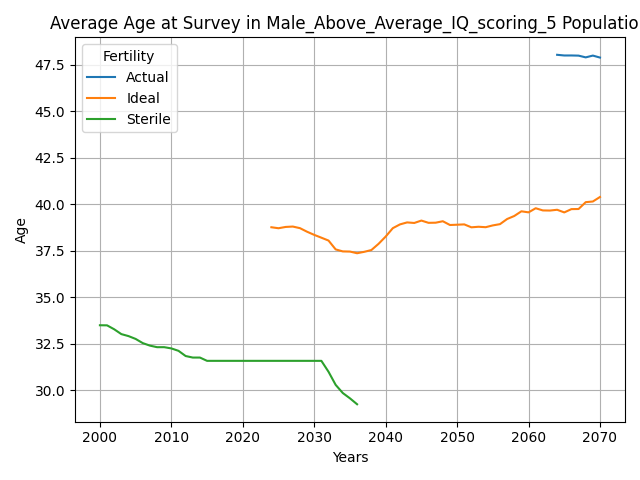 Average Age at Survey in Male_Above_Average_IQ_scoring_5 Populatio
Fertility
Actual
Ideal
Sterile
Age
47.5
45.0
42.5
40.0
37.5
35.0
32.5
30.0
2000 2010 2020 2030 2040 2050 2060 2070
Years